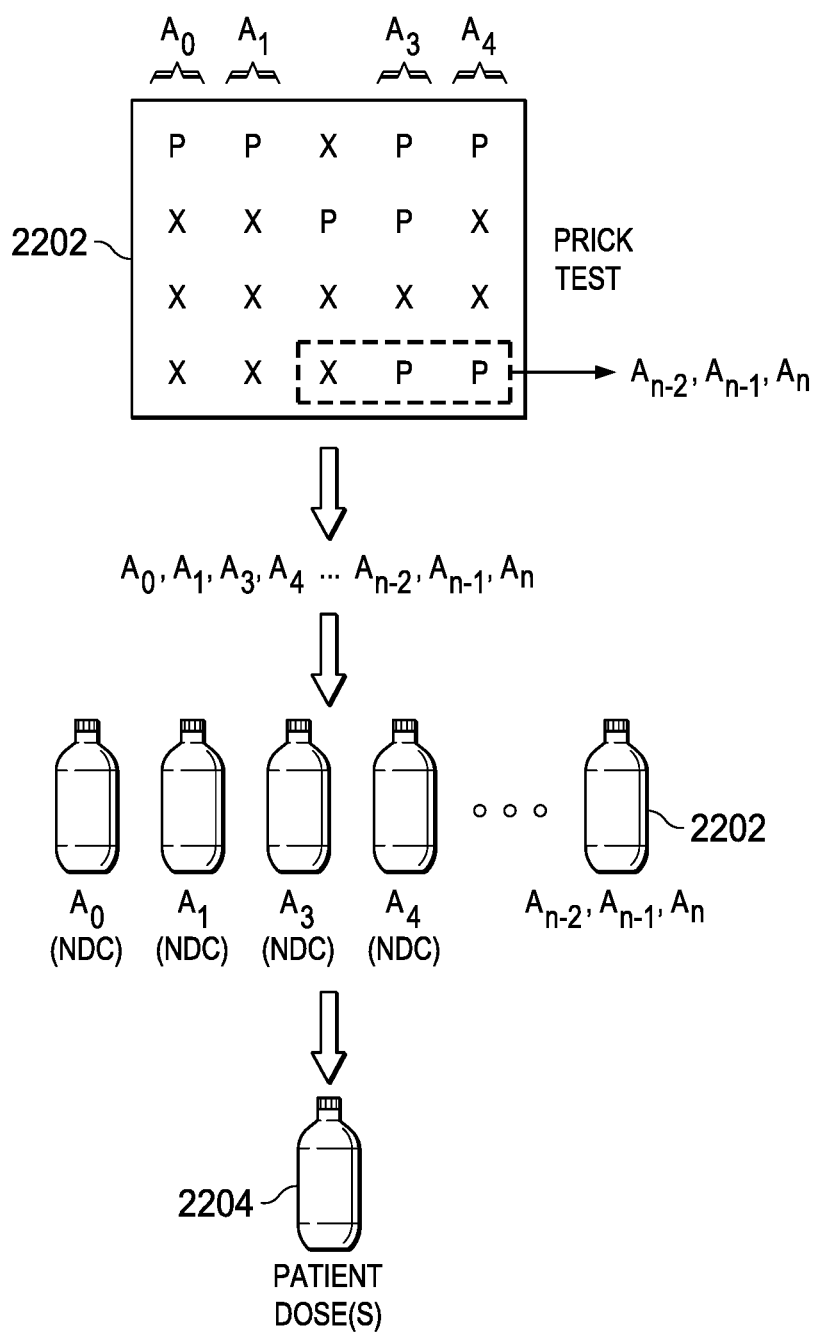 A0 A1 A3 A4
P P X P P
2202 X X P P X PRICK
TEST
X X X X X
X X X P P An-2, An-1, An
A0, A1, A3, A4 ... An-2, An-1, An
2202
A0 A1 A3 A4 An-2, An-1, An
(NDC) (NDC) (NDC) (NDC)
2204
PATIENT
DOSE(S)